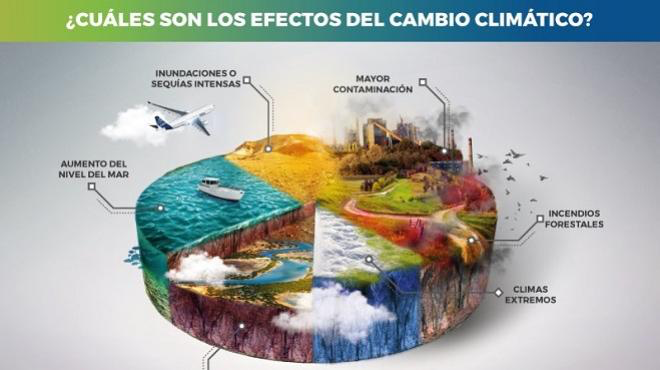 ¿CUÁLES SON LOS EFECTOS DEL CAMBIO CLIMÁTICO?
INUNDACIONES O
SEQUÍAS INTENSAS
MAYOR
CONTAMINACIÓN
AUMENTO DEL
NIVEL DEL MAR
INCENDIOS
FORESTALES
CLIMAS
EXTREMOS